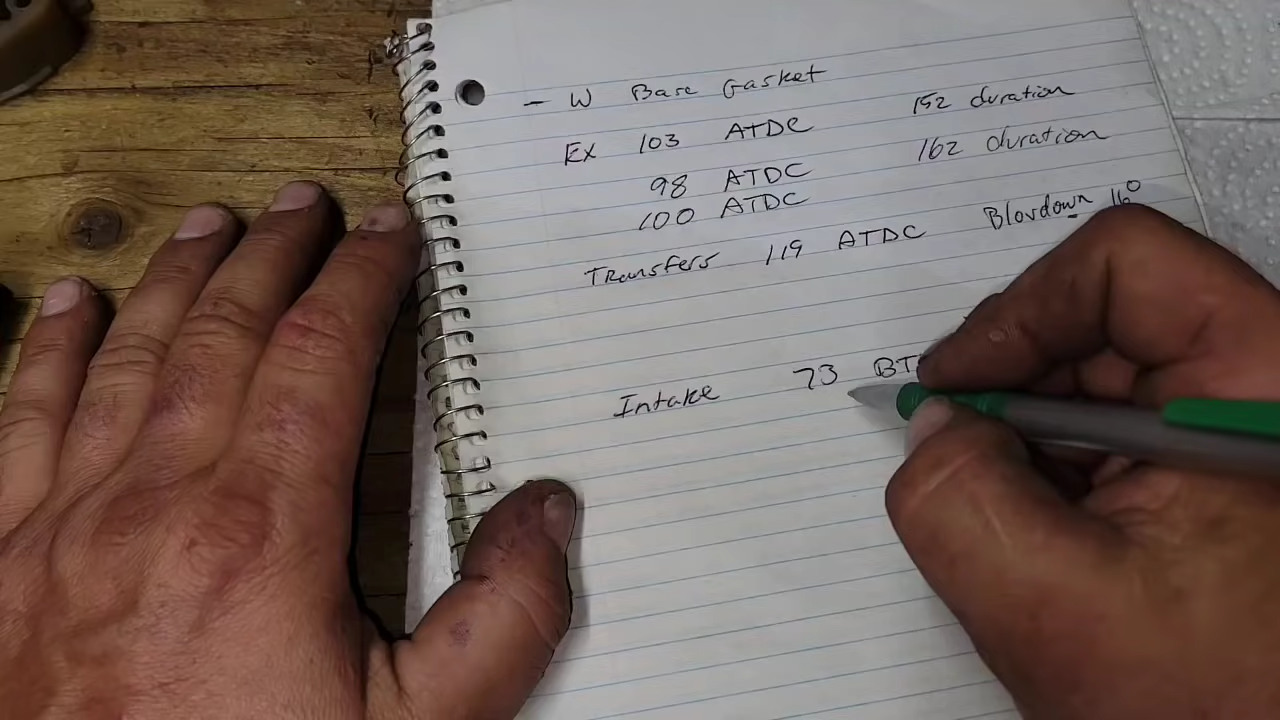 - W Base Gasket
Ex 103 ATDC 152 duration
98 ATDC 162 duration
100 ATDC
Transfers 119 ATDC Blowdown 16°
Intake 73